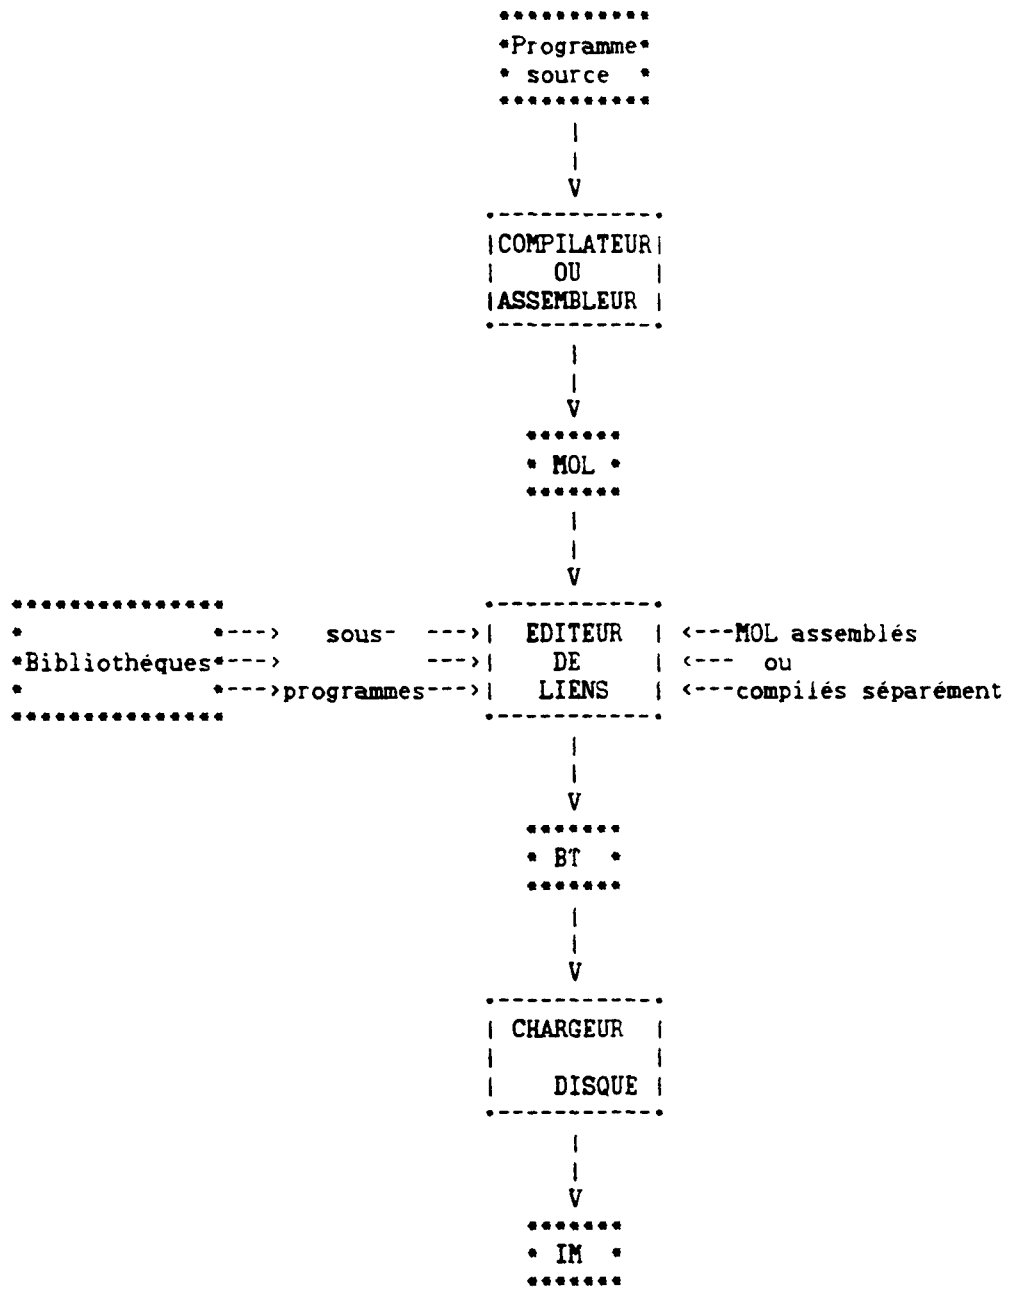 Programme
source
COMPILATEUR
OU
ASSEMBLEUR
MOL
Bibliothéques
sous-
programmes
EDITEUR
DE
LIENS
MOL assemblés
ou
compilés séparément
BT
CHARGEUR
DISQUE
IM